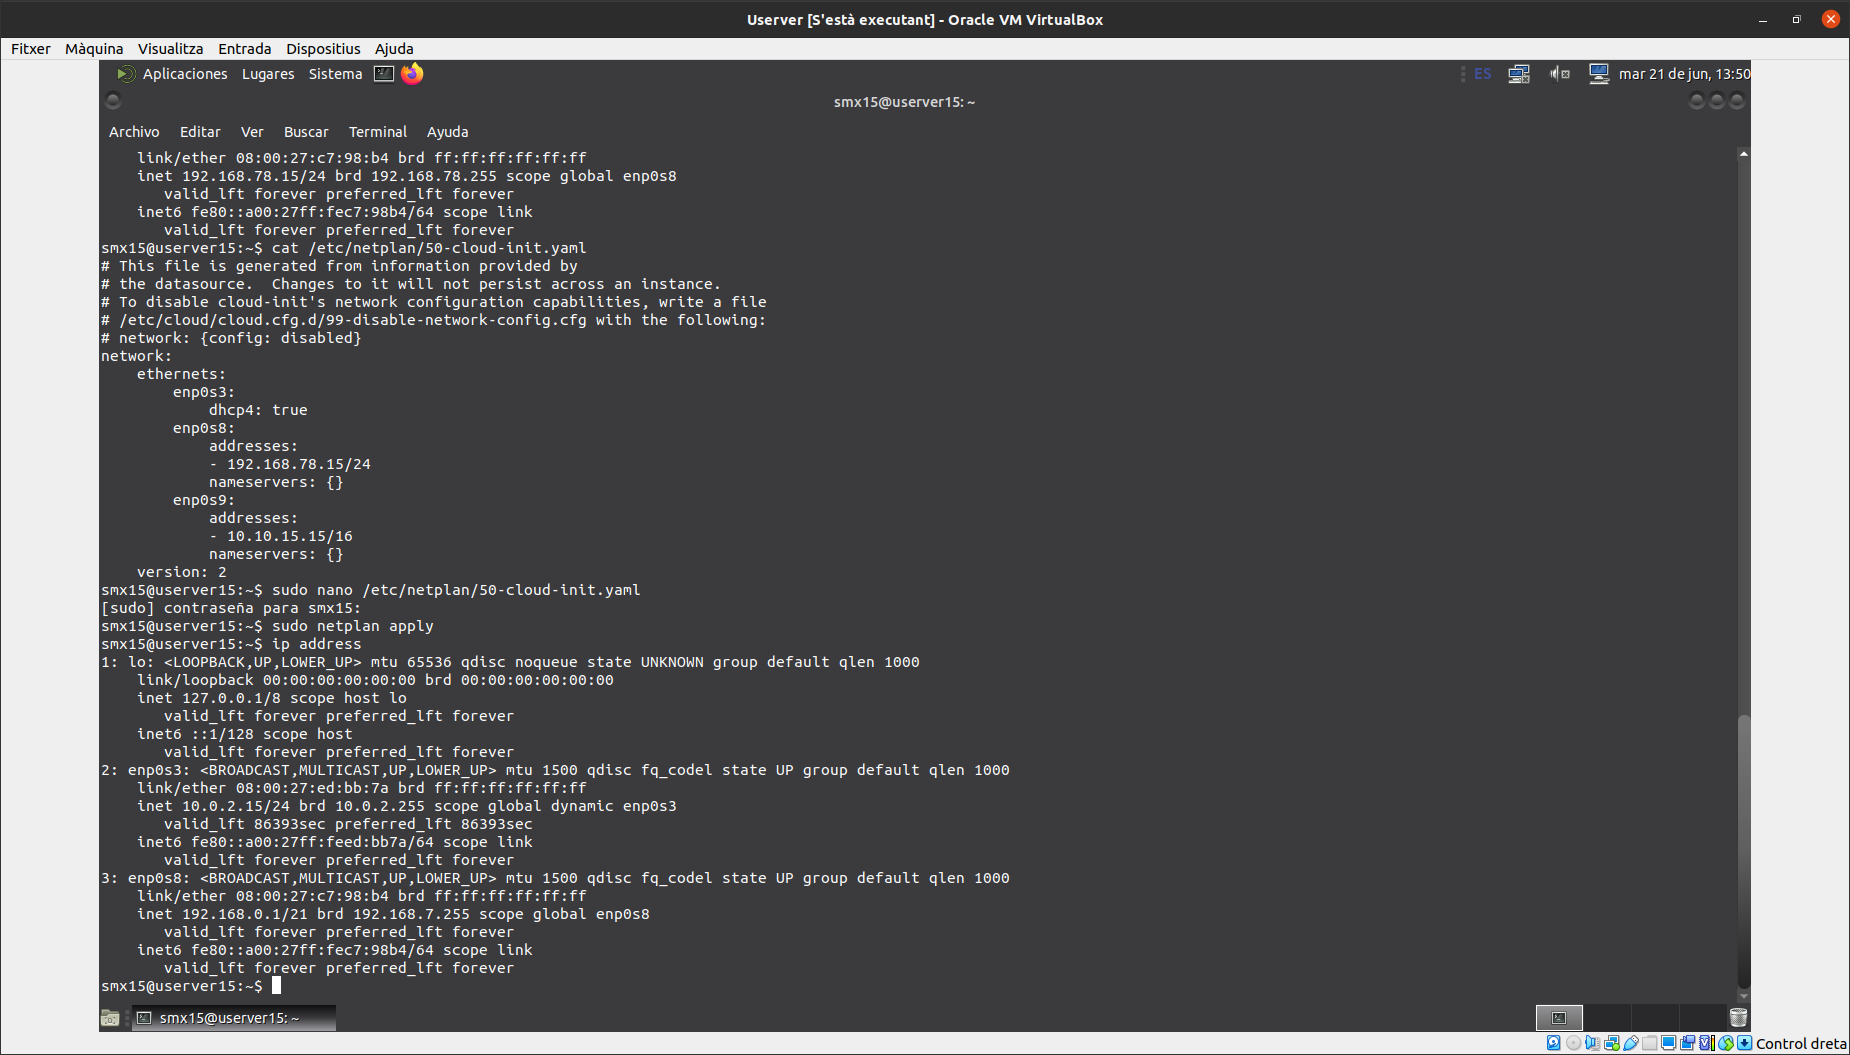 Userver [S'està executant] - Oracle VM VirtualBox
Fitxer Màquina Visualitza Entrada Dispositius Ajuda
Aplicaciones Lugares Sistema ES mar 21 de jun, 13:50
smx15@userver15: ~
Archivo Editar Ver Buscar Terminal Ayuda
link/ether 08:00:27:c7:98:b4 brd ff:ff:ff:ff:ff:ff
inet 192.168.78.15/24 brd 192.168.78.255 scope global enp0s8
valid_lft forever preferred_lft forever
inet6 fe80::a00:27ff:fec7:98b4/64 scope link
valid_lft forever preferred_lft forever
smx15@userver15:~$ cat /etc/netplan/50-cloud-init.yaml
# This file is generated from information provided by
# the datasource.  Changes to it will not persist across an instance.
# To disable cloud-init's network configuration capabilities, write a file
# /etc/cloud/cloud.cfg.d/99-disable-network-config.cfg with the following:
# network: {config: disabled}
network:
    ethernets:
        enp0s3:
            dhcp4: true
        enp0s8:
            addresses:
            - 192.168.78.15/24
            nameservers: {}
        enp0s9:
            addresses:
            - 10.10.15.15/16
            nameservers: {}
    version: 2
smx15@userver15:~$ sudo nano /etc/netplan/50-cloud-init.yaml
[sudo] contraseña para smx15:
smx15@userver15:~$ sudo netplan apply
smx15@userver15:~$ ip address
1: lo: <LOOPBACK,UP,LOWER_UP> mtu 65536 qdisc noqueue state UNKNOWN group default qlen 1000
    link/loopback 00:00:00:00:00:00 brd 00:00:00:00:00:00
    inet 127.0.0.1/8 scope host lo
       valid_lft forever preferred_lft forever
    inet6 ::1/128 scope host
       valid_lft forever preferred_lft forever
2: enp0s3: <BROADCAST,MULTICAST,UP,LOWER_UP> mtu 1500 qdisc fq_codel state UP group default qlen 1000
    link/ether 08:00:27:ed:bb:7a brd ff:ff:ff:ff:ff:ff
    inet 10.0.2.15/24 brd 10.0.2.255 scope global dynamic enp0s3
       valid_lft 86393sec preferred_lft 86393sec
    inet6 fe80::a00:27ff:feed:bb7a/64 scope link
       valid_lft forever preferred_lft forever
3: enp0s8: <BROADCAST,MULTICAST,UP,LOWER_UP> mtu 1500 qdisc fq_codel state UP group default qlen 1000
    link/ether 08:00:27:c7:98:b4 brd ff:ff:ff:ff:ff:ff
    inet 192.168.0.1/21 brd 192.168.7.255 scope global enp0s8
       valid_lft forever preferred_lft forever
    inet6 fe80::a00:27ff:fec7:98b4/64 scope link
       valid_lft forever preferred_lft forever
smx15@userver15:~$
smx15@userver15: ~
Control dreta